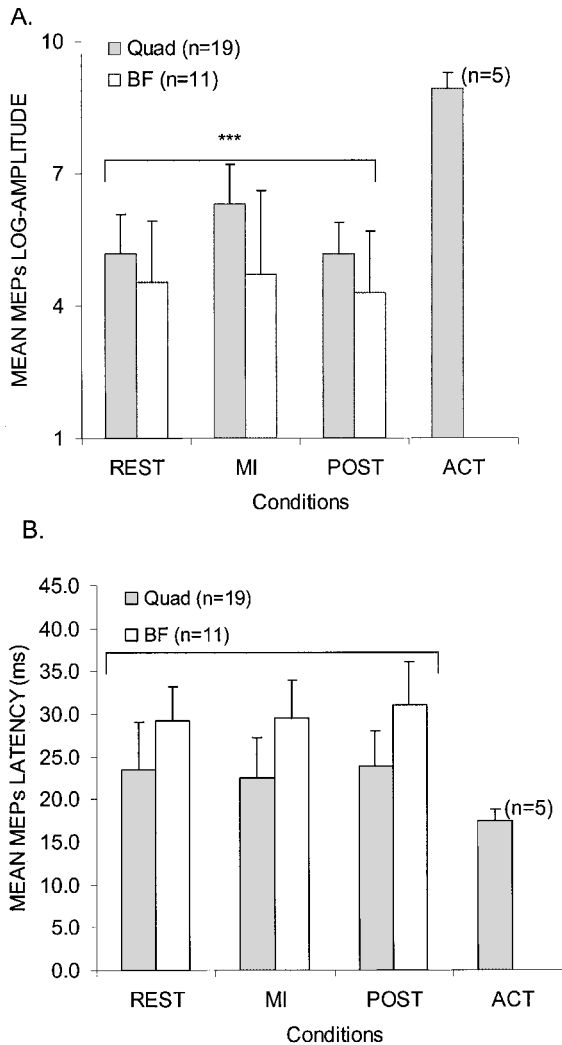 A.
MEAN MEPs LOG-AMPLITUDE
10
7
4
1
Quad (n=19)
BF (n=11)
***
(n=5)
REST MI POST ACT
Conditions
B.
MEAN MEPs LATENCY (ms)
45.0
40.0
35.0
30.0
25.0
20.0
15.0
10.0
5.0
0.0
Quad (n=19)
BF (n=11)
(n=5)
REST MI POST ACT
Conditions